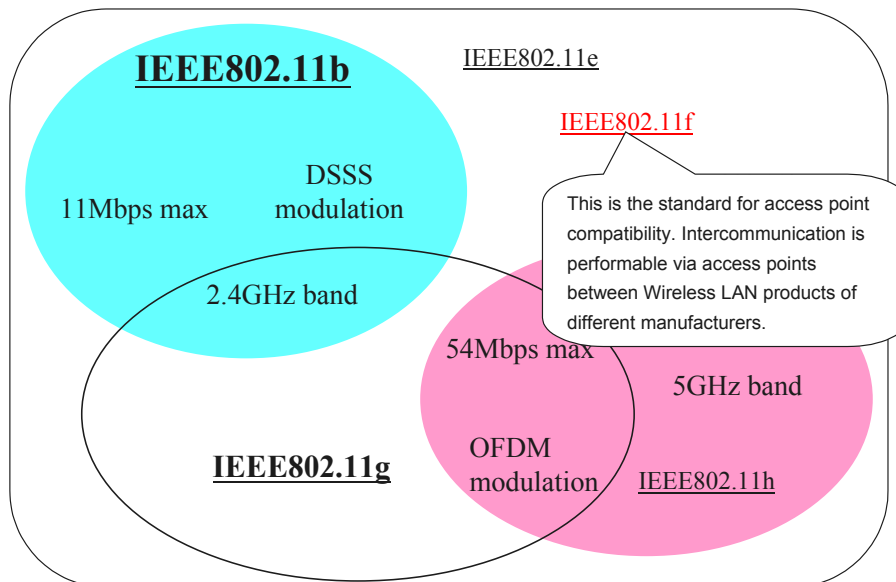 IEEE802.11b
IEEE802.11e
IEEE802.11f
11Mbps max
DSSS
modulation
This is the standard for access point
compatibility. Intercommunication is
performable via access points
between Wireless LAN products of
different manufacturers.
2.4GHz band
54Mbps max
5GHz band
IEEE802.11g
OFDM
modulation
IEEE802.11h